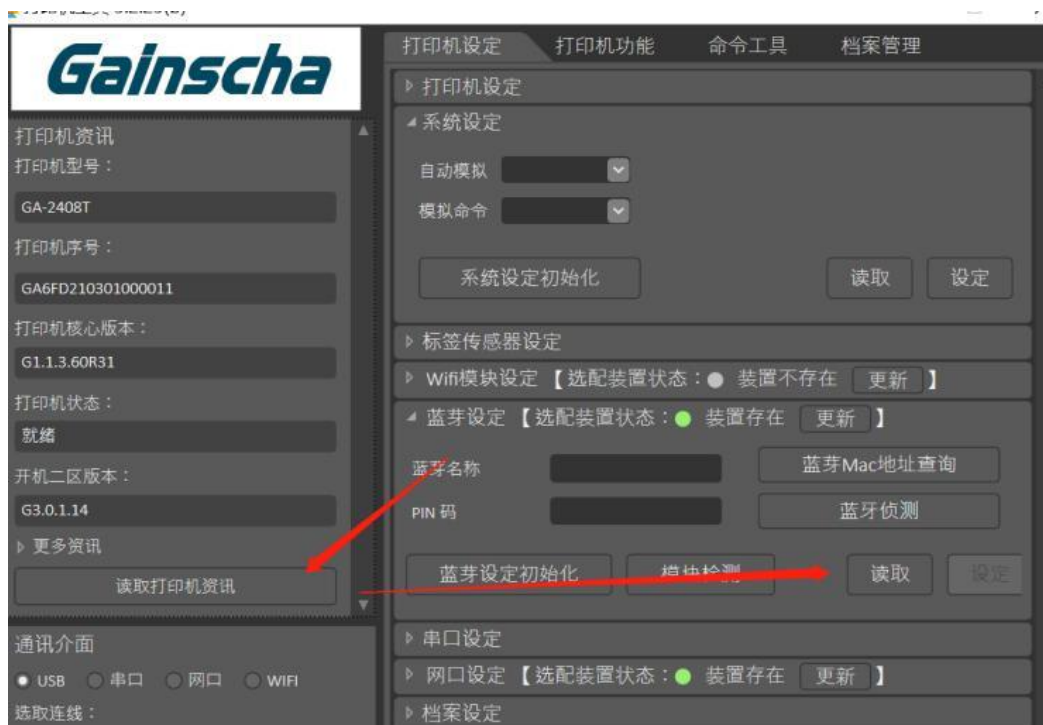 Gainscha
打印机资讯
打印机型号：
GA-2408T
打印机序号：
GA6FD210301000011
打印机核心版本：
G1.1.3.60R31
打印机状态：
就绪
开机二区版本：
G3.0.1.14
更多资讯
读取打印机资讯
通讯介面
USB 串口 网口 WIFI
选取连线：
打印机设定 打印机功能 命令工具 档案管理
打印机设定
系统设定
自动模拟
模拟命令
系统设定初始化 读取 设定
标签传感器设定
Wifi模块设定 【选配装置状态： 装置不存在 更新 】
蓝芽设定 【选配装置状态： 装置存在 更新 】
蓝芽名称 蓝芽Mac地址查询
PIN 码 蓝牙侦测
蓝芽设定初始化 模块检测 读取 设定
串口设定
网口设定 【选配装置状态： 装置存在 更新 】
档案设定